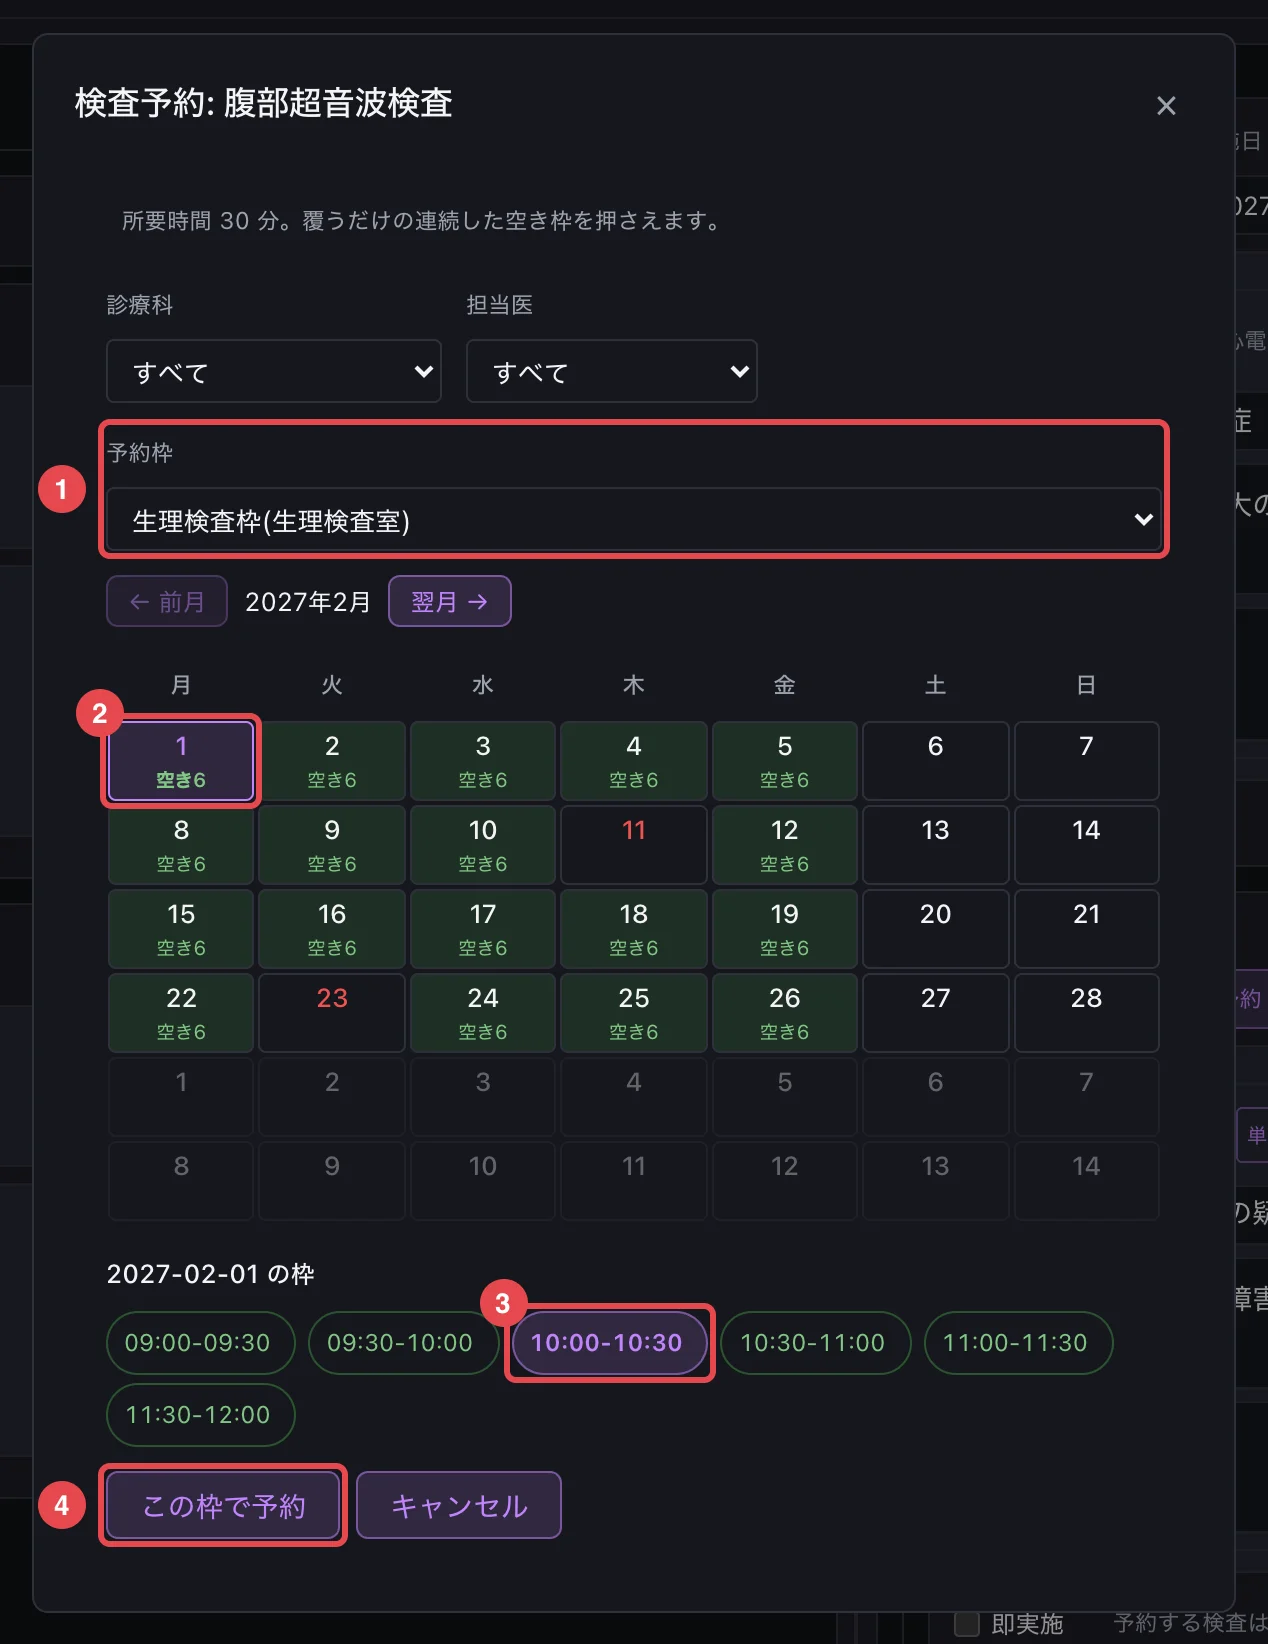 検査予約: 腹部超音波検査
×
所要時間 30 分。覆うだけの連続した空き枠を押さえます。
診療科 担当医
すべて すべて
予約枠
1
生理検査枠(生理検査室)
← 前月 2027年2月 翌月 →
月 火 水 木 金 土 日
2
1 2 3 4 5 6 7
空き6 空き6 空き6 空き6 空き6
8 9 10 11 12 13 14
空き6 空き6 空き6 空き6
15 16 17 18 19 20 21
空き6 空き6 空き6 空き6 空き6
22 23 24 25 26 27 28
空き6 空き6 空き6 空き6
1 2 3 4 5 6 7
8 9 10 11 12 13 14
2027-02-01 の枠
3
09:00-09:30 09:30-10:00 10:00-10:30 10:30-11:00 11:00-11:30
11:30-12:00
4
この枠で予約 キャンセル
即実施 予約する検査は
日
027
電
症
大の
約
単
の疑
障害